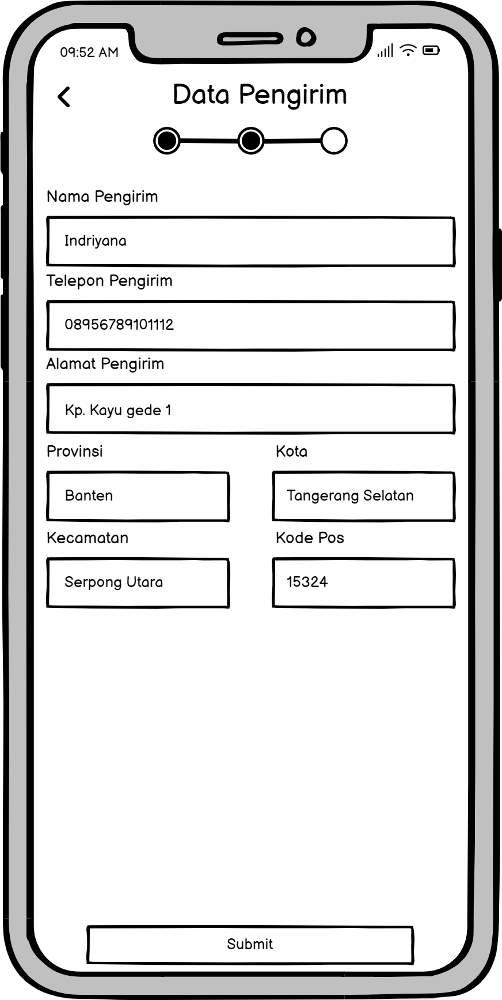 09:52 AM
Data Pengirim
Nama Pengirim
Indriyana
Telepon Pengirim
08956789101112
Alamat Pengirim
Kp. Kayu gede 1
Provinsi
Kota
Banten
Tangerang Selatan
Kecamatan
Kode Pos
Serpong Utara
15324
Submit